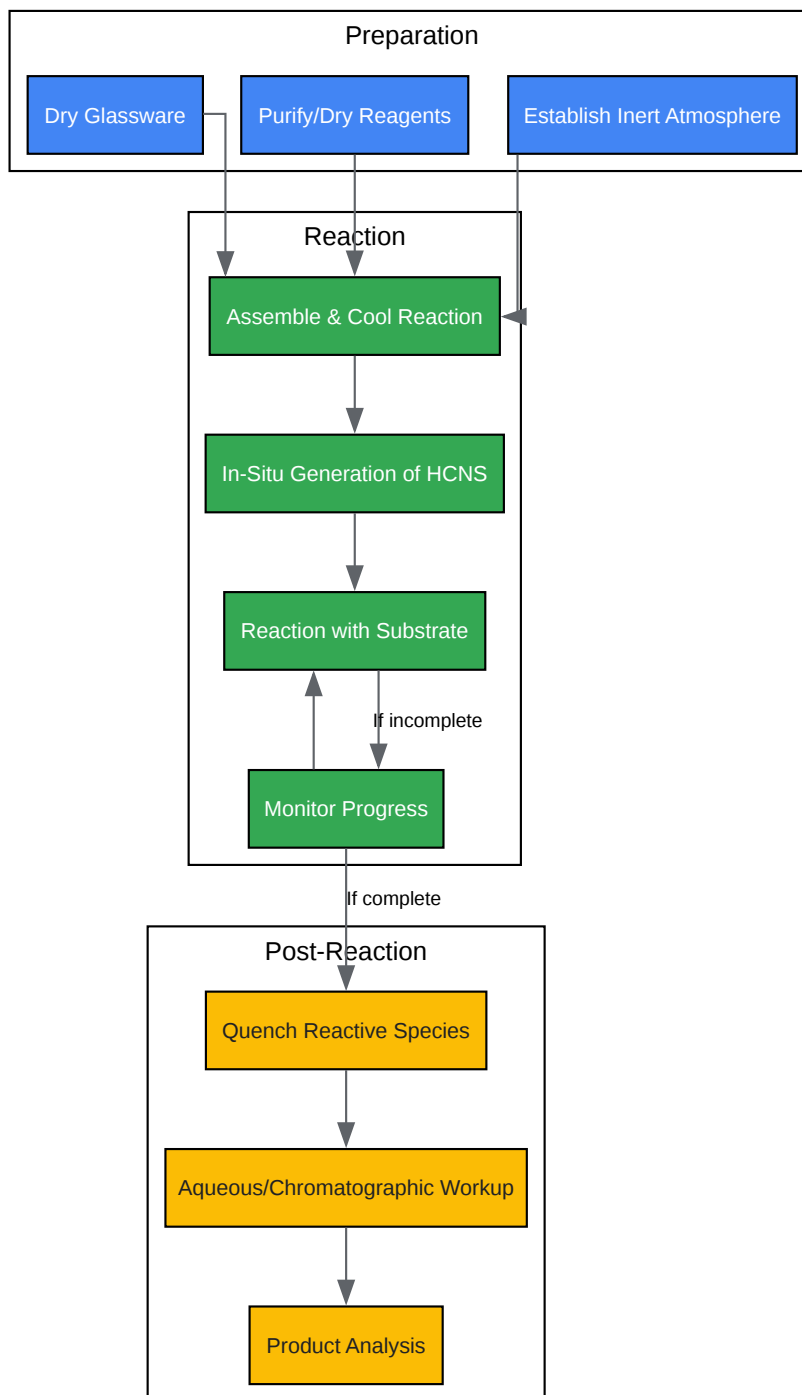 Preparation
Dry Glassware
Purify/Dry Reagents
Establish Inert Atmosphere
Reaction
Assemble & Cool Reaction
In-Situ Generation of HCNS
Reaction with Substrate
If incomplete
Monitor Progress
If complete
Post-Reaction
Quench Reactive Species
Aqueous/Chromatographic Workup
Product Analysis